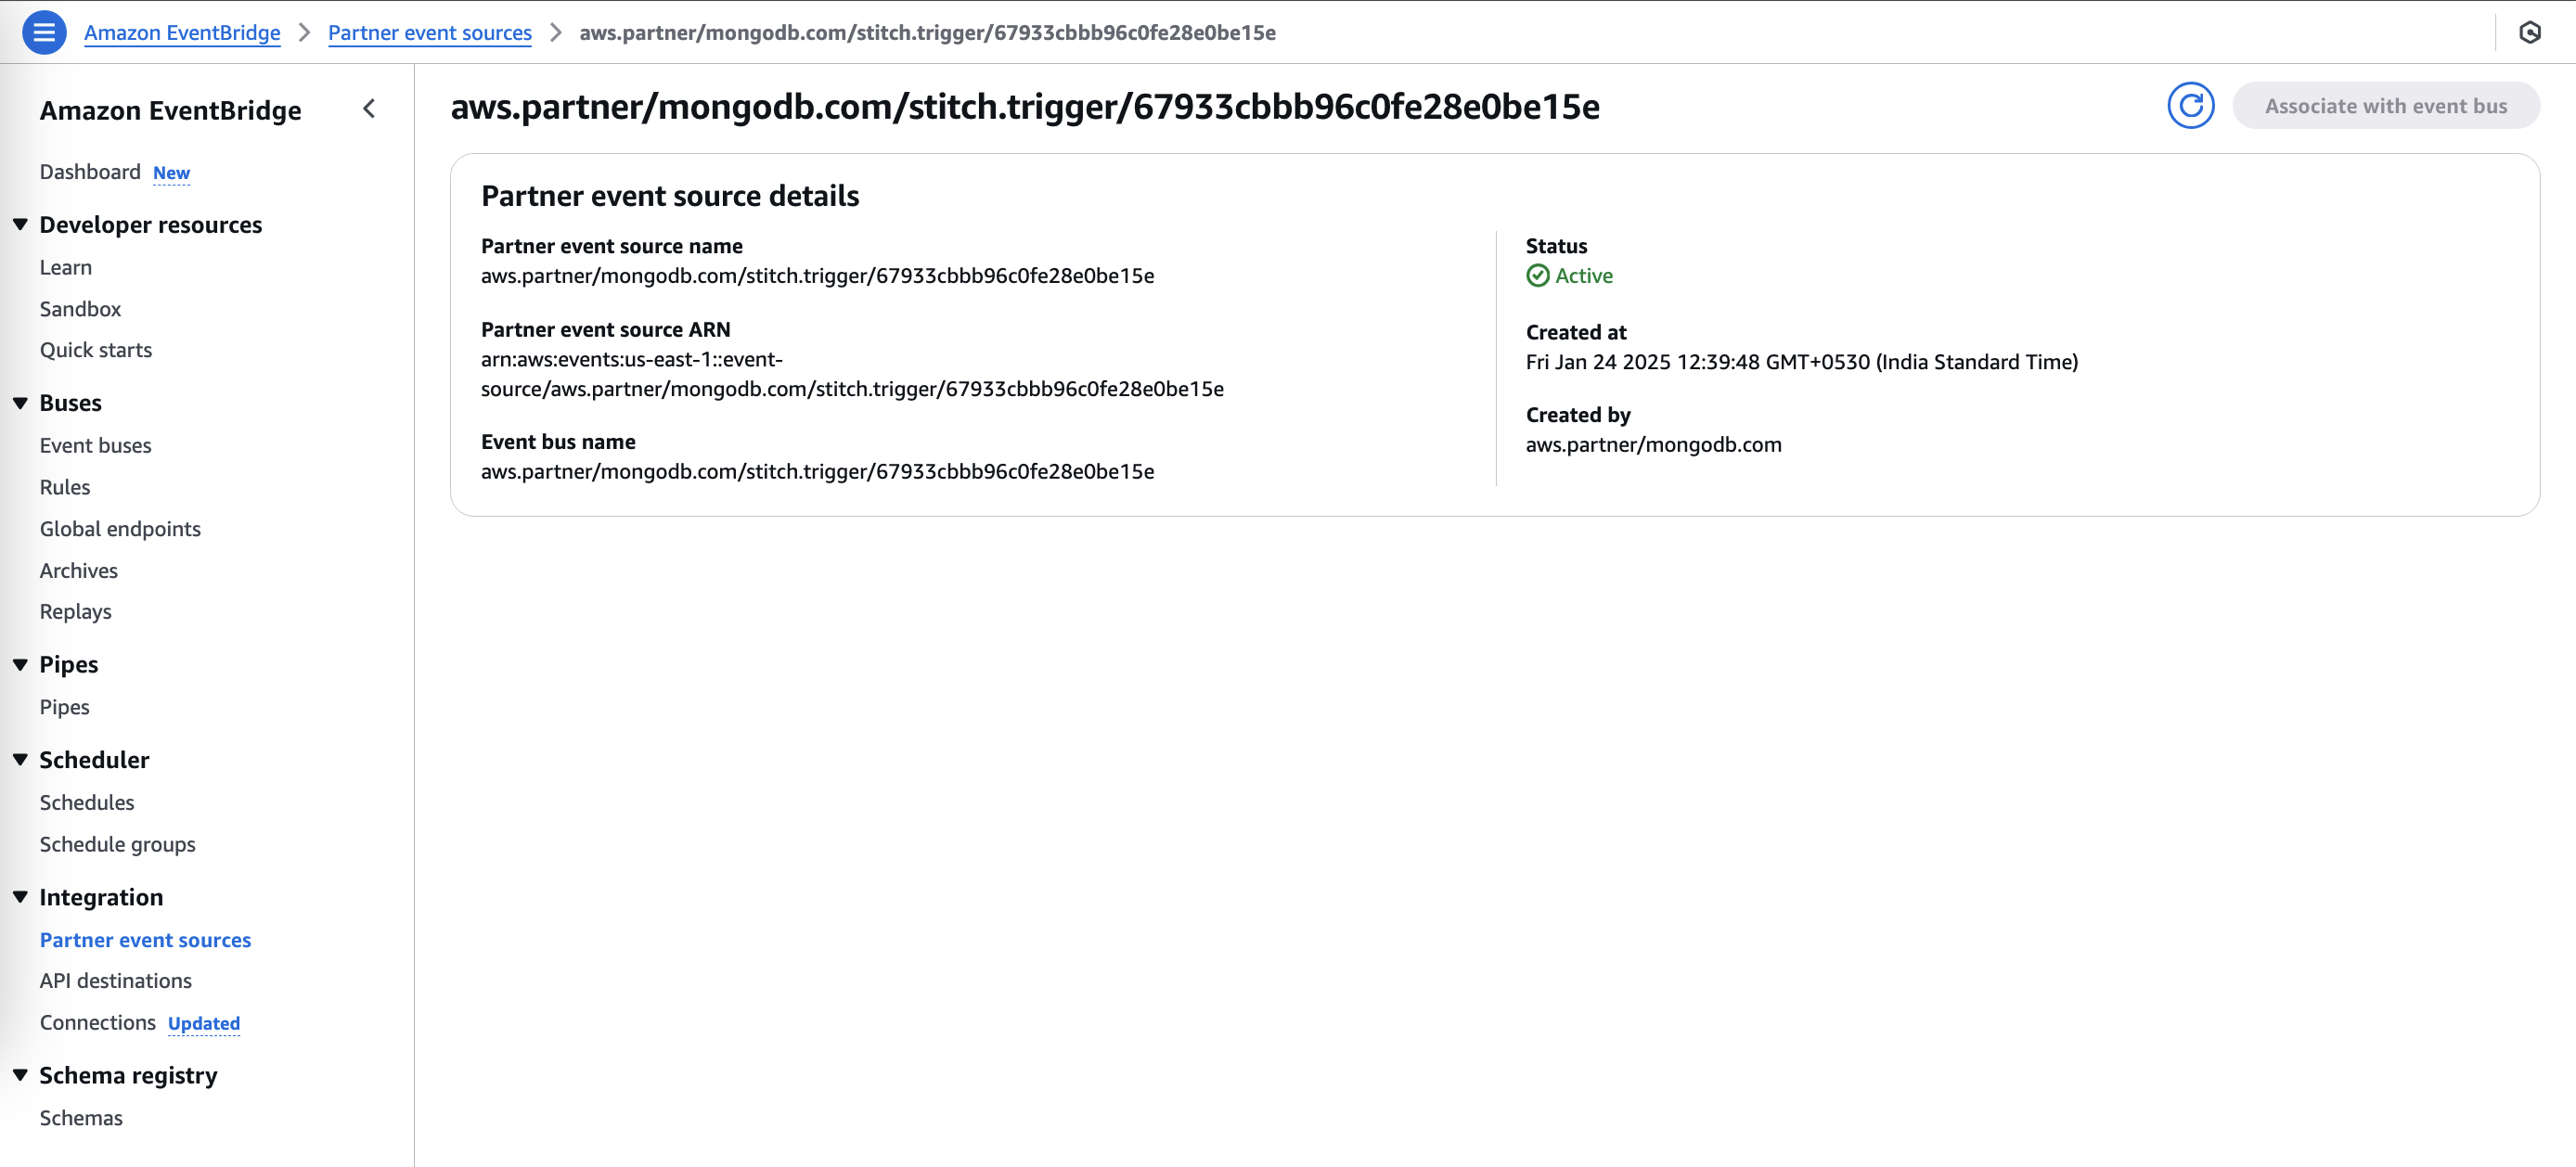 Amazon EventBridge > Partner event sources > aws.partner/mongodb.com/stitch.trigger/67933cbbb96c0fe28e0be15e
Amazon EventBridge
Dashboard New
Developer resources
Learn
Sandbox
Quick starts
Buses
Event buses
Rules
Global endpoints
Archives
Replays
Pipes
Pipes
Scheduler
Schedules
Schedule groups
Integration
Partner event sources
API destinations
Connections Updated
Schema registry
Schemas
aws.partner/mongodb.com/stitch.trigger/67933cbbb96c0fe28e0be15e
Associate with event bus
Partner event source details
Partner event source name
aws.partner/mongodb.com/stitch.trigger/67933cbbb96c0fe28e0be15e
Partner event source ARN
arn:aws:events:us-east-1::event-
source/aws.partner/mongodb.com/stitch.trigger/67933cbbb96c0fe28e0be15e
Event bus name
aws.partner/mongodb.com/stitch.trigger/67933cbbb96c0fe28e0be15e
Status
Active
Created at
Fri Jan 24 2025 12:39:48 GMT+0530 (India Standard Time)
Created by
aws.partner/mongodb.com